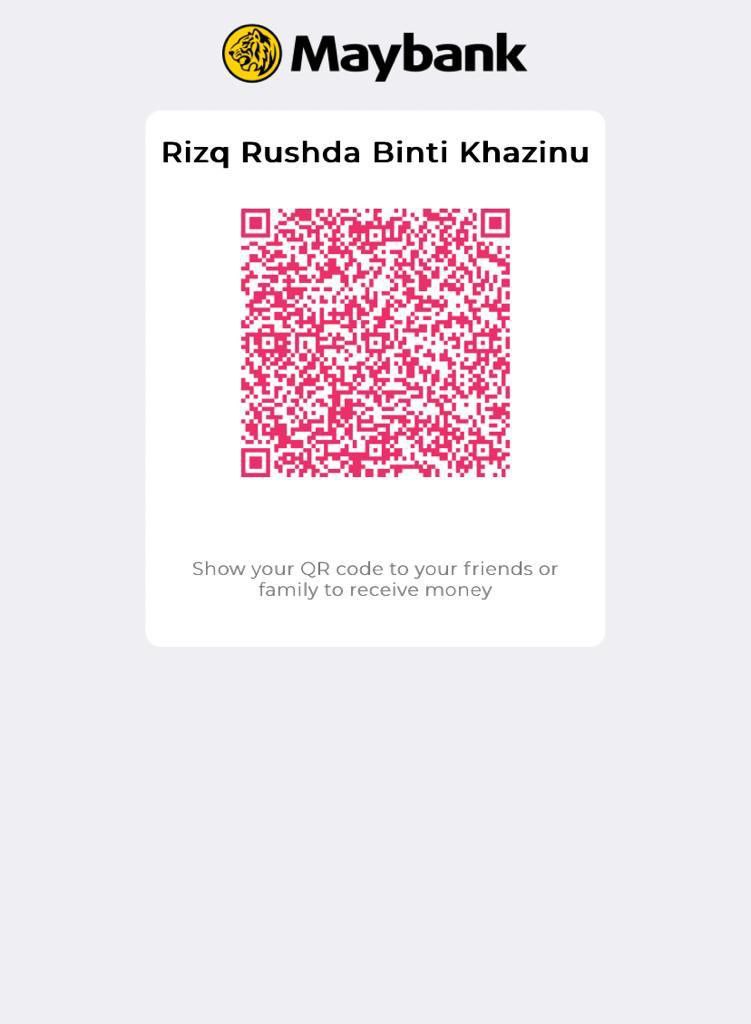 Maybank
Rizq Rushda Binti Khazinu
Show your QR code to your friends or
family to receive money